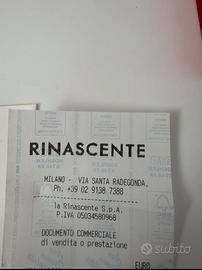 RINASCENTE
MILANO - VIA SANTA RADEGONDA,
Ph. +39 02 9138 7388
la Rinascente S.p.A.
P.IVA 05034580968
DOCUMENTO COMMERCIALE
di vendita o prestazione
EURO
subito